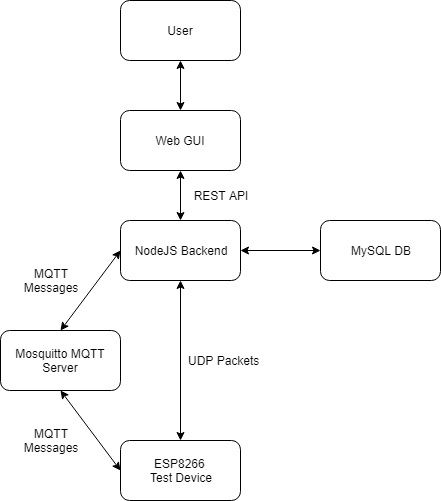 User
Web GUI
REST API
NodeJS Backend
MySQL DB
MQTT
Messages
Mosquitto MQTT
Server
UDP Packets
MQTT
Messages
ESP8266
Test Device